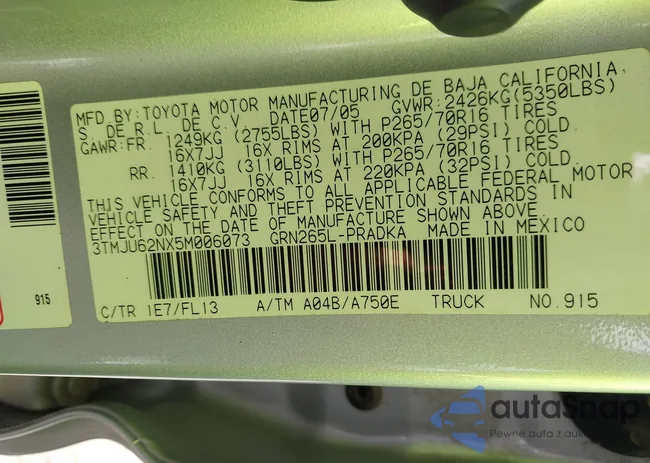 MFD.BY:TOYOTA MOTOR MANUFACTURING DE BAJA CALIFORNIA,
S. DE R.L. DE C.V. DATE07/05 GVWR:2426KG(5350LBS)
GAWR:FR. 1249KG (2755LBS) WITH P265/70R16 TIRES
16X7JJ 16X RIMS AT 200KPA (29PSI) COLD.
RR. 1410KG (3110LBS) WITH P265/70R16 TIRES
16X7JJ 16X RIMS AT 220KPA (32PSI) COLD.
THIS VEHICLE CONFORMS TO ALL APPLICABLE FEDERAL MOTOR
VEHICLE SAFETY AND THEFT PREVENTION STANDARDS IN
EFFECT ON THE DATE OF MANUFACTURE SHOWN ABOVE.
3TMJU62NX5M006073 GRN265L-PRADKA MADE IN MEXICO
C/TR 1E7/FL13 A/TM A04B/A750E TRUCK NO.915
915
autaSnap
Pewne auta z